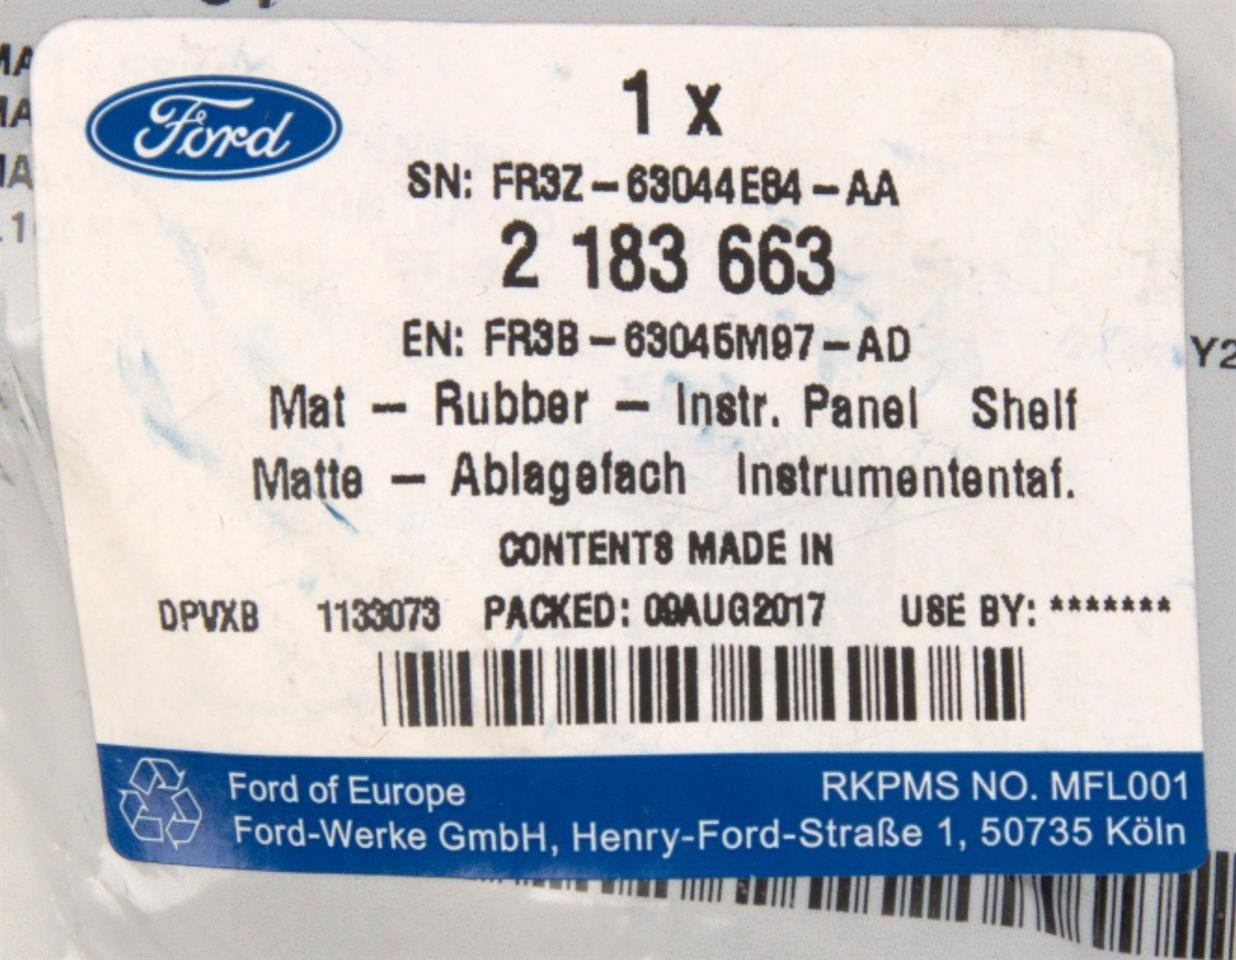 Ford
1 x
SN: FR3Z-63044E84-AA
2 183 663
EN: FR3B-63045M97-AD
Mat - Rubber - Instr. Panel Shelf
Matte - Ablagefach Instrumententaf.
CONTENTS MADE IN
DPVXB 1133073 PACKED: 09AUG2017 USE BY: *******
Ford of Europe RKPMS NO. MFL001
Ford-Werke GmbH, Henry-Ford-Straße 1, 50735 Köln